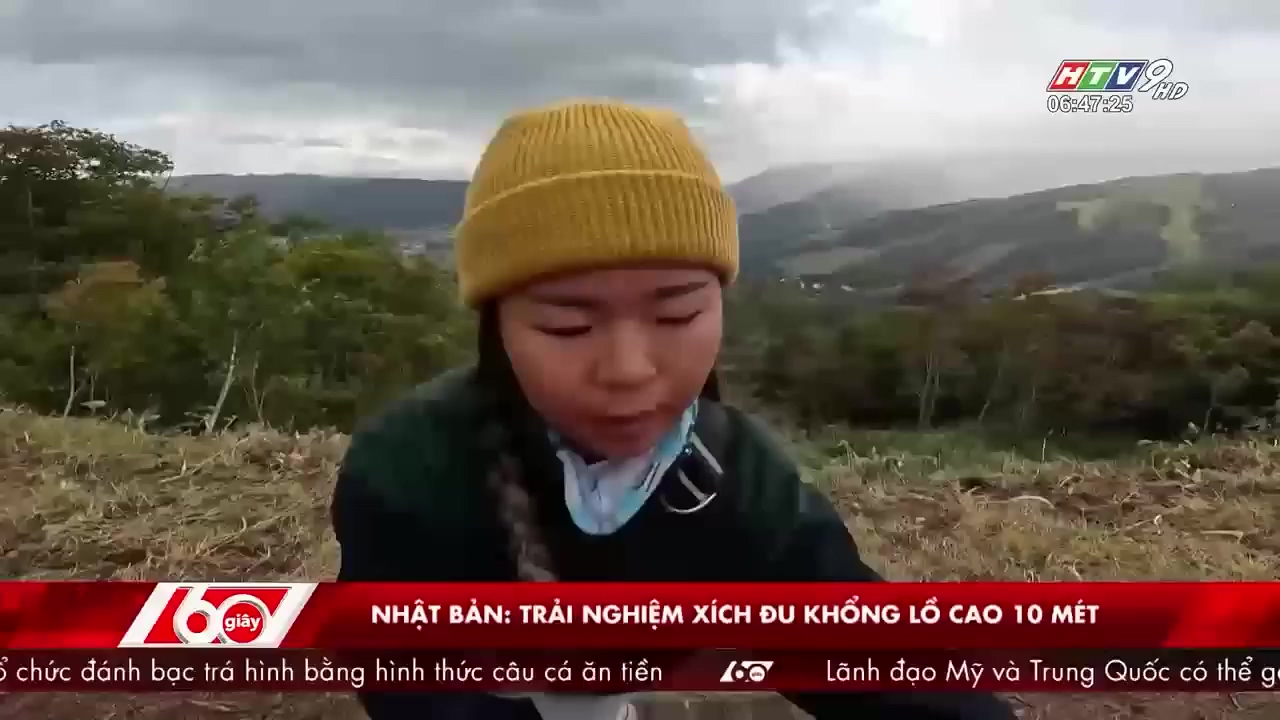 HTV9 HD
06:47:25
60 giây
NHẬT BẢN: TRẢI NGHIỆM XÍCH ĐU KHỔNG LỒ CAO 10 MÉT
ổ chức đánh bạc trá hình bằng hình thức câu cá ăn tiền 60 giây Lãnh đạo Mỹ và Trung Quốc có thể